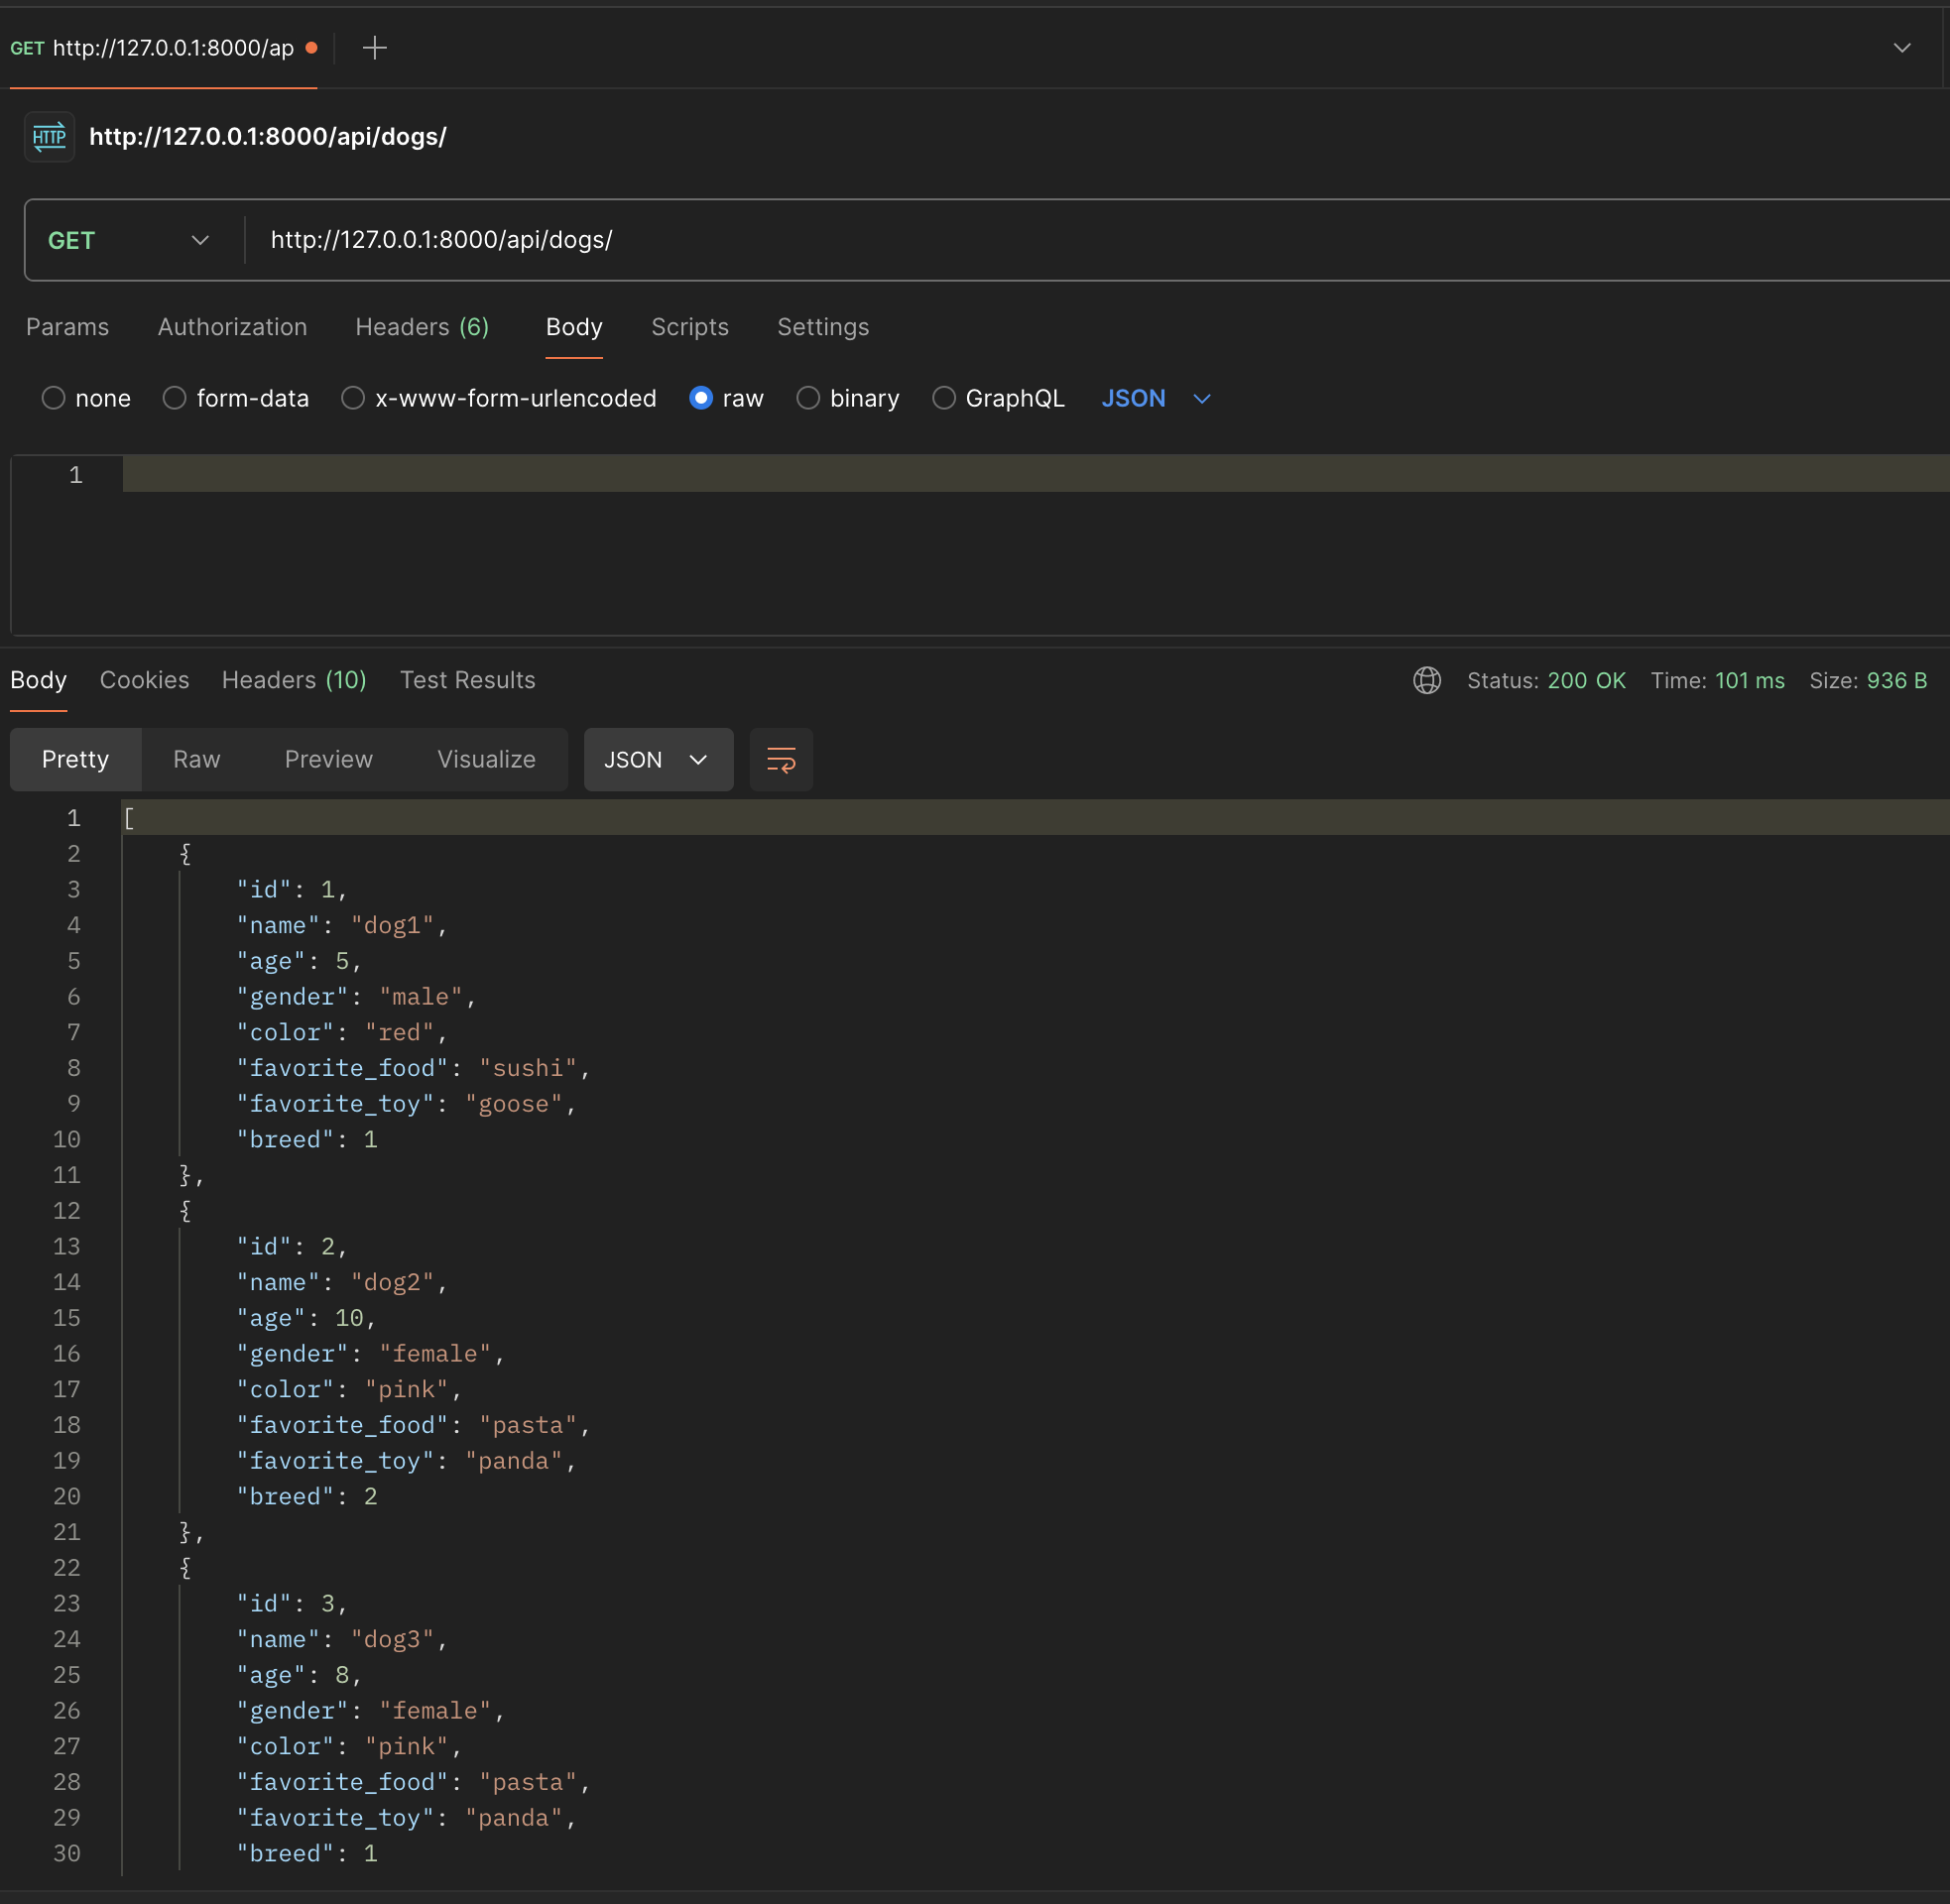 GET http://127.0.0.1:8000/ap
HTTP http://127.0.0.1:8000/api/dogs/
GET http://127.0.0.1:8000/api/dogs/
Params Authorization Headers (6) Body Scripts Settings
none form-data x-www-form-urlencoded raw binary GraphQL JSON
1
Body Cookies Headers (10) Test Results Status: 200 OK Time: 101 ms Size: 936 B
Pretty Raw Preview Visualize JSON
1 [
2 {
3 "id": 1,
4 "name": "dog1",
5 "age": 5,
6 "gender": "male",
7 "color": "red",
8 "favorite_food": "sushi",
9 "favorite_toy": "goose",
10 "breed": 1
11 },
12 {
13 "id": 2,
14 "name": "dog2",
15 "age": 10,
16 "gender": "female",
17 "color": "pink",
18 "favorite_food": "pasta",
19 "favorite_toy": "panda",
20 "breed": 2
21 },
22 {
23 "id": 3,
24 "name": "dog3",
25 "age": 8,
26 "gender": "female",
27 "color": "pink",
28 "favorite_food": "pasta",
29 "favorite_toy": "panda",
30 "breed": 1